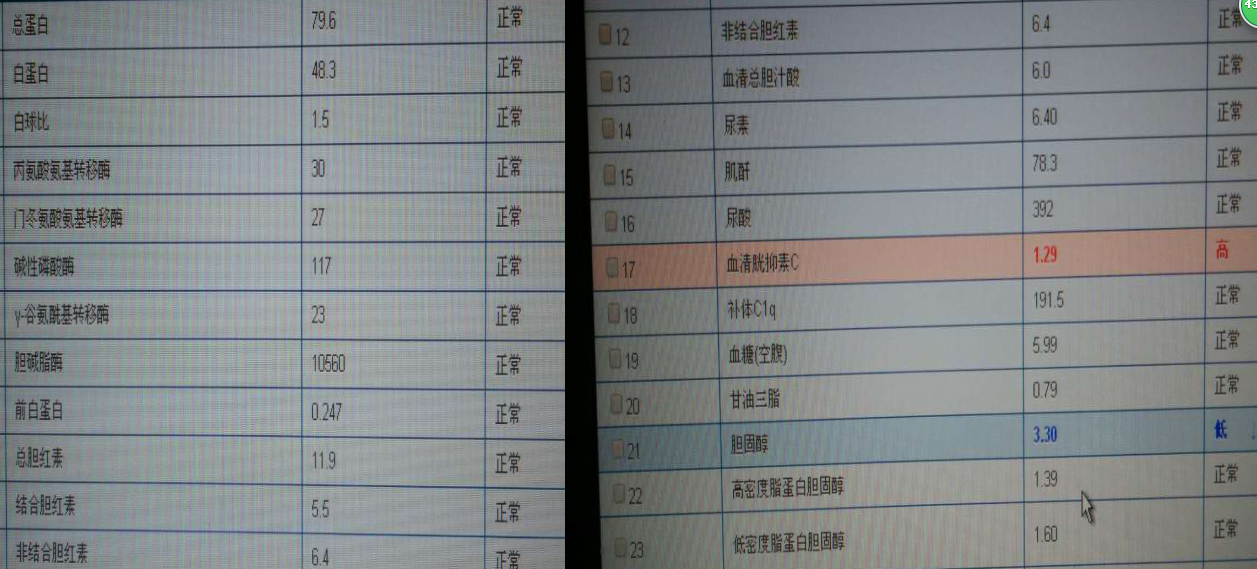 总蛋白 79.6 正常
白蛋白 48.3 正常
白球比 1.5 正常
丙氨酸氨基转移酶 30 正常
门冬氨酸氨基转移酶 27 正常
碱性磷酸酶 117 正常
γ-谷氨酰基转移酶 23 正常
胆碱脂酶 10560 正常
前白蛋白 0.247 正常
总胆红素 11.9 正常
结合胆红素 5.5 正常
非结合胆红素 6.4 正常
12 非结合胆红素 6.4 正常
13 血清总胆汁酸 6.0 正常
14 尿素 6.40 正常
15 肌酐 78.3 正常
16 尿酸 392 正常
17 血清胱抑素C 1.29 高
18 补体C1q 191.5 正常
19 血糖(空腹) 5.99 正常
20 甘油三脂 0.79 正常
21 胆固醇 3.30 低
22 高密度脂蛋白胆固醇 1.39 正常
23 低密度脂蛋白胆固醇 1.60 正常